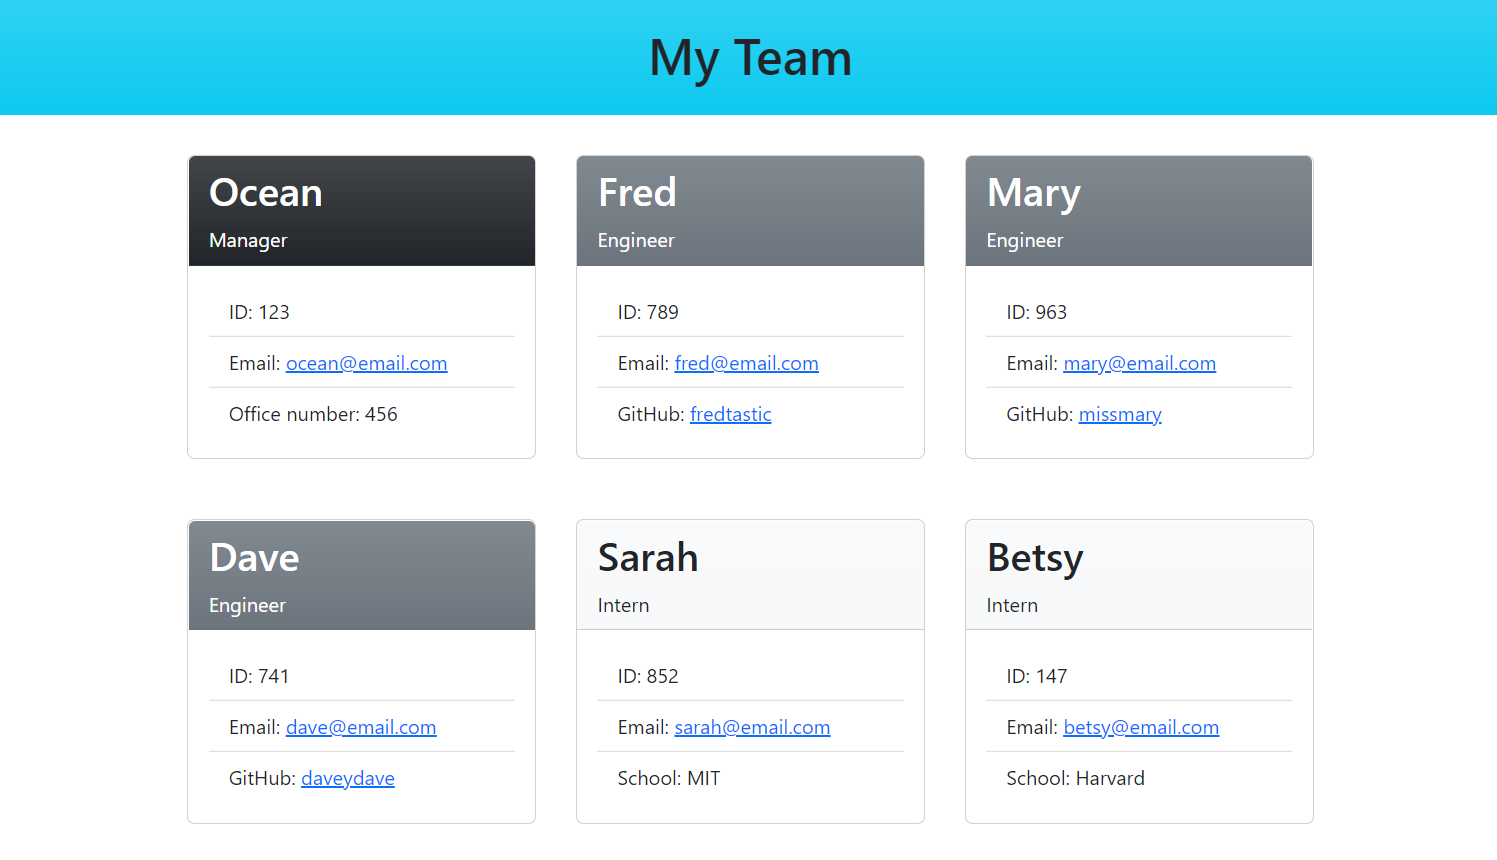 My Team
Ocean
Manager
ID: 123
Email: ocean@email.com
Office number: 456
Fred
Engineer
ID: 789
Email: fred@email.com
GitHub: fredtastic
Mary
Engineer
ID: 963
Email: mary@email.com
GitHub: missmary
Dave
Engineer
ID: 741
Email: dave@email.com
GitHub: daveydave
Sarah
Intern
ID: 852
Email: sarah@email.com
School: MIT
Betsy
Intern
ID: 147
Email: betsy@email.com
School: Harvard